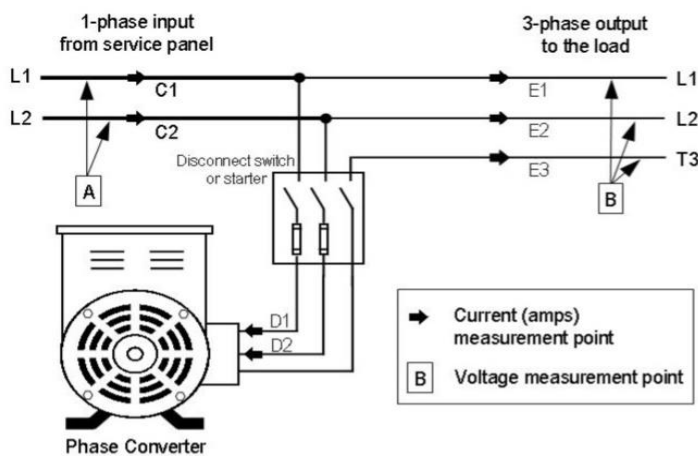 1-phase input
from service panel
3-phase output
to the load
L1
C1
E1
L1
L2
C2
E2
L2
Disconnect switch
or starter
E3
T3
A
B
D1
D2
Current (amps)
measurement point
B
Voltage measurement point
Phase Converter